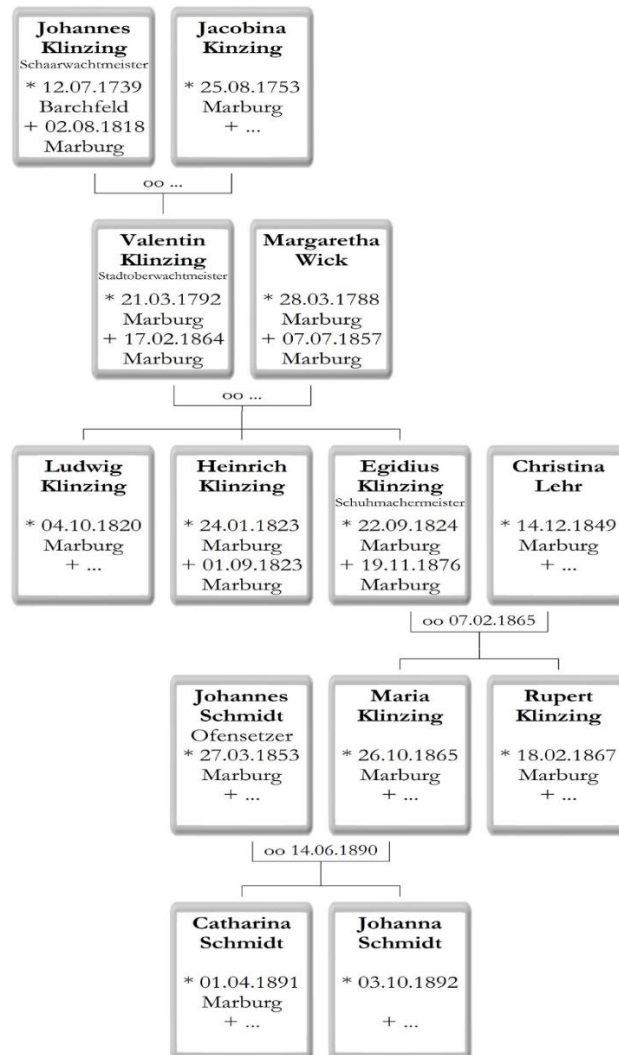 Johannes
Klinzing
Schaarwachtmeister
* 12.07.1739
Barchfeld
+ 02.08.1818
Marburg
Jacobina
Kinzing
* 25.08.1753
Marburg
+ ...
oo ...
Valentin
Klinzing
Stadtoberwachtmeister
* 21.03.1792
Marburg
+ 17.02.1864
Marburg
Margaretha
Wick
* 28.03.1788
Marburg
+ 07.07.1857
Marburg
oo ...
Ludwig
Klinzing
* 04.10.1820
Marburg
+ ...
Heinrich
Klinzing
* 24.01.1823
Marburg
+ 01.09.1823
Marburg
Egidius
Klinzing
Schuhmachermeister
* 22.09.1824
Marburg
+ 19.11.1876
Marburg
Christina
Lehr
* 14.12.1849
Marburg
+ ...
oo 07.02.1865
Johannes
Schmidt
Ofensetzer
* 27.03.1853
Marburg
+ ...
Maria
Klinzing
* 26.10.1865
Marburg
+ ...
Rupert
Klinzing
* 18.02.1867
Marburg
+ ...
oo 14.06.1890
Catharina
Schmidt
* 01.04.1891
Marburg
+ ...
Johanna
Schmidt
* 03.10.1892
+ ...